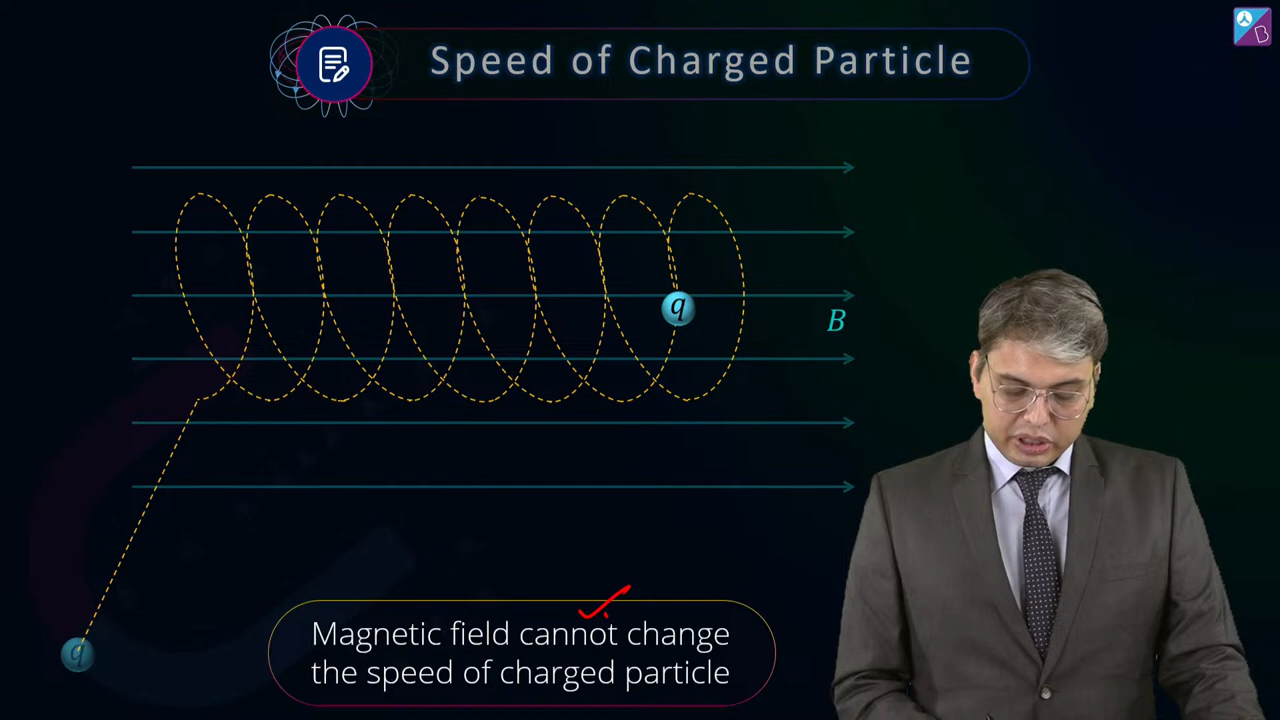 Speed of Charged Particle
q
B
q
Magnetic field cannot change
the speed of charged particle
B